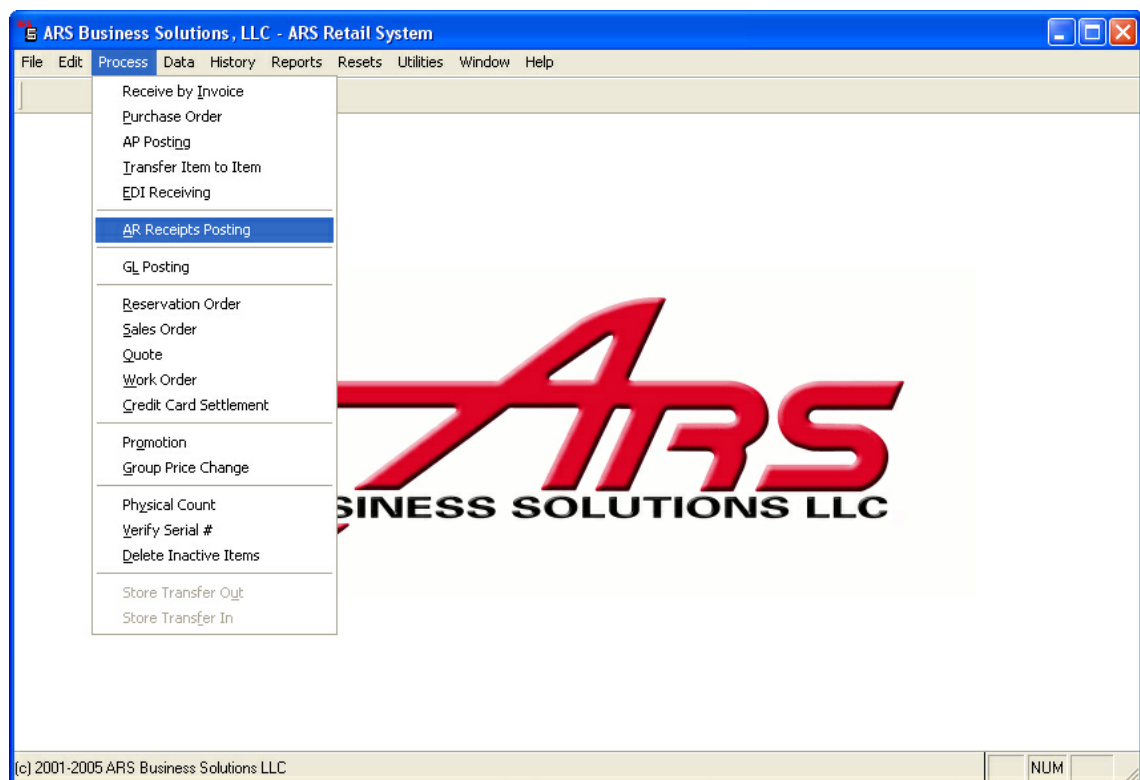 ARS Business Solutions, LLC - ARS Retail System
File Edit Process Data History Reports Resets Utilities Window Help
Receive by Invoice
Purchase Order
AP Posting
Transfer Item to Item
EDI Receiving
AR Receipts Posting
GL Posting
Reservation Order
Sales Order
Quote
Work Order
Credit Card Settlement
Promotion
Group Price Change
Physical Count
Verify Serial #
Delete Inactive Items
Store Transfer Out
Store Transfer In
ARS
SINESS SOLUTIONS LLC
(c) 2001-2005 ARS Business Solutions LLC
NUM